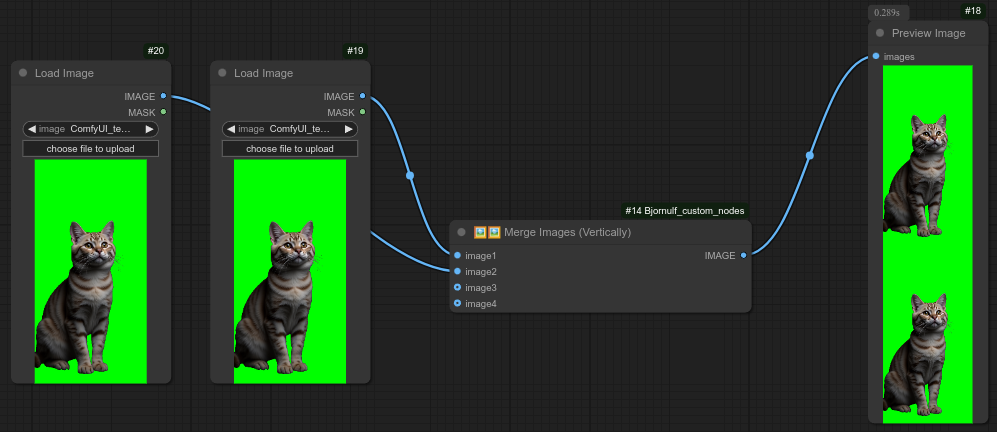 #20
Load Image
IMAGE
MASK
image ComfyUI_te...
choose file to upload
#19
Load Image
IMAGE
MASK
image ComfyUI_te...
choose file to upload
#14 Bjornulf_custom_nodes
Merge Images (Vertically)
image1
IMAGE
image2
image3
image4
0.289s
#18
Preview Image
images